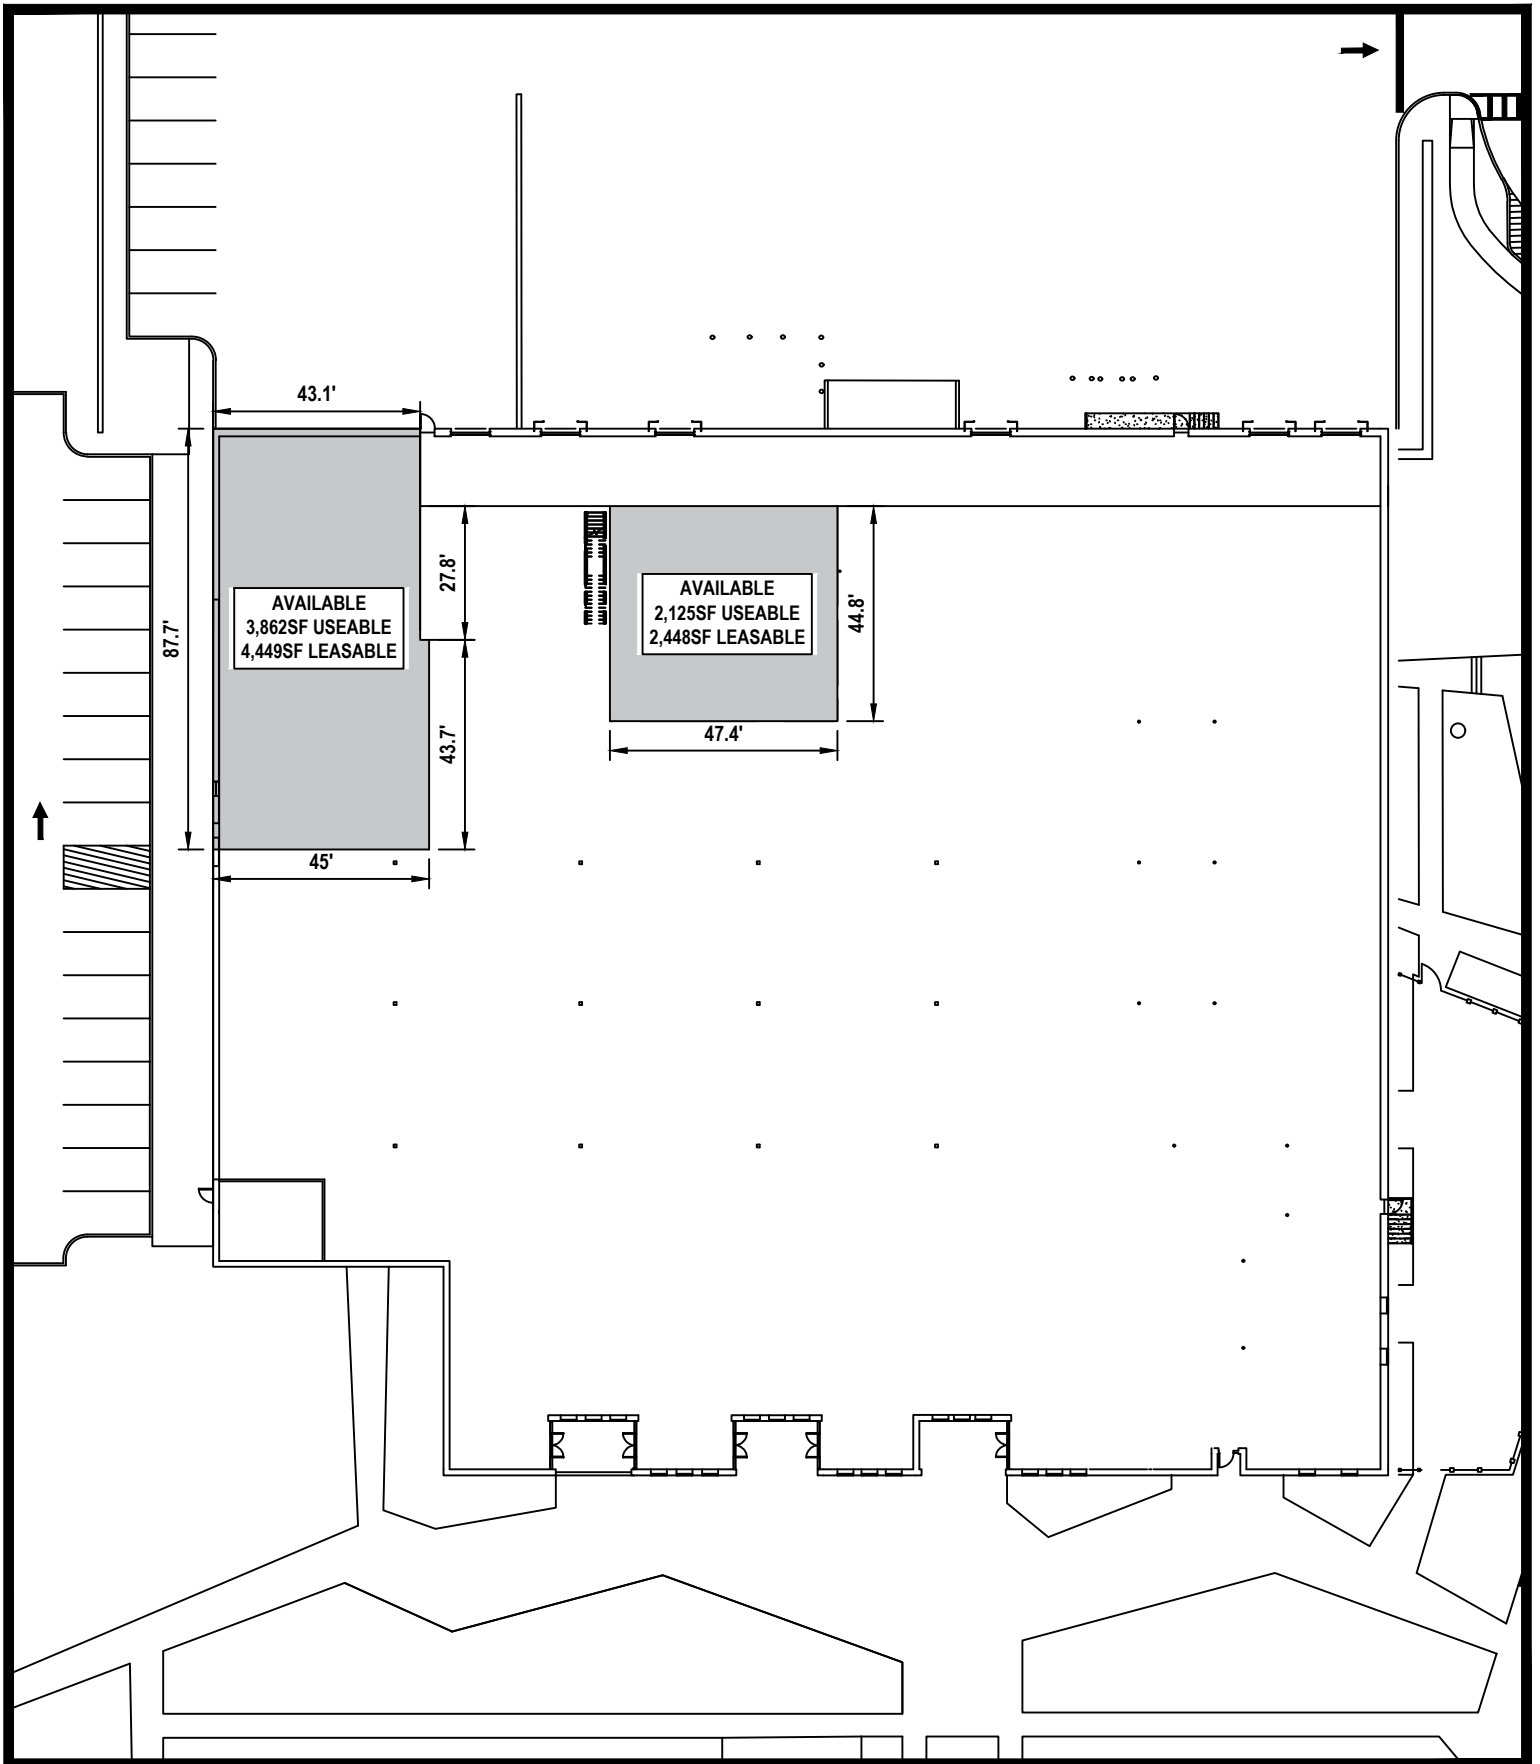 43.1'
27.8'
AVAILABLE
3,862SF USEABLE
4,449SF LEASABLE
87.7'
AVAILABLE
2,125SF USEABLE
2,448SF LEASABLE
44.8'
43.7'
47.4'
45'